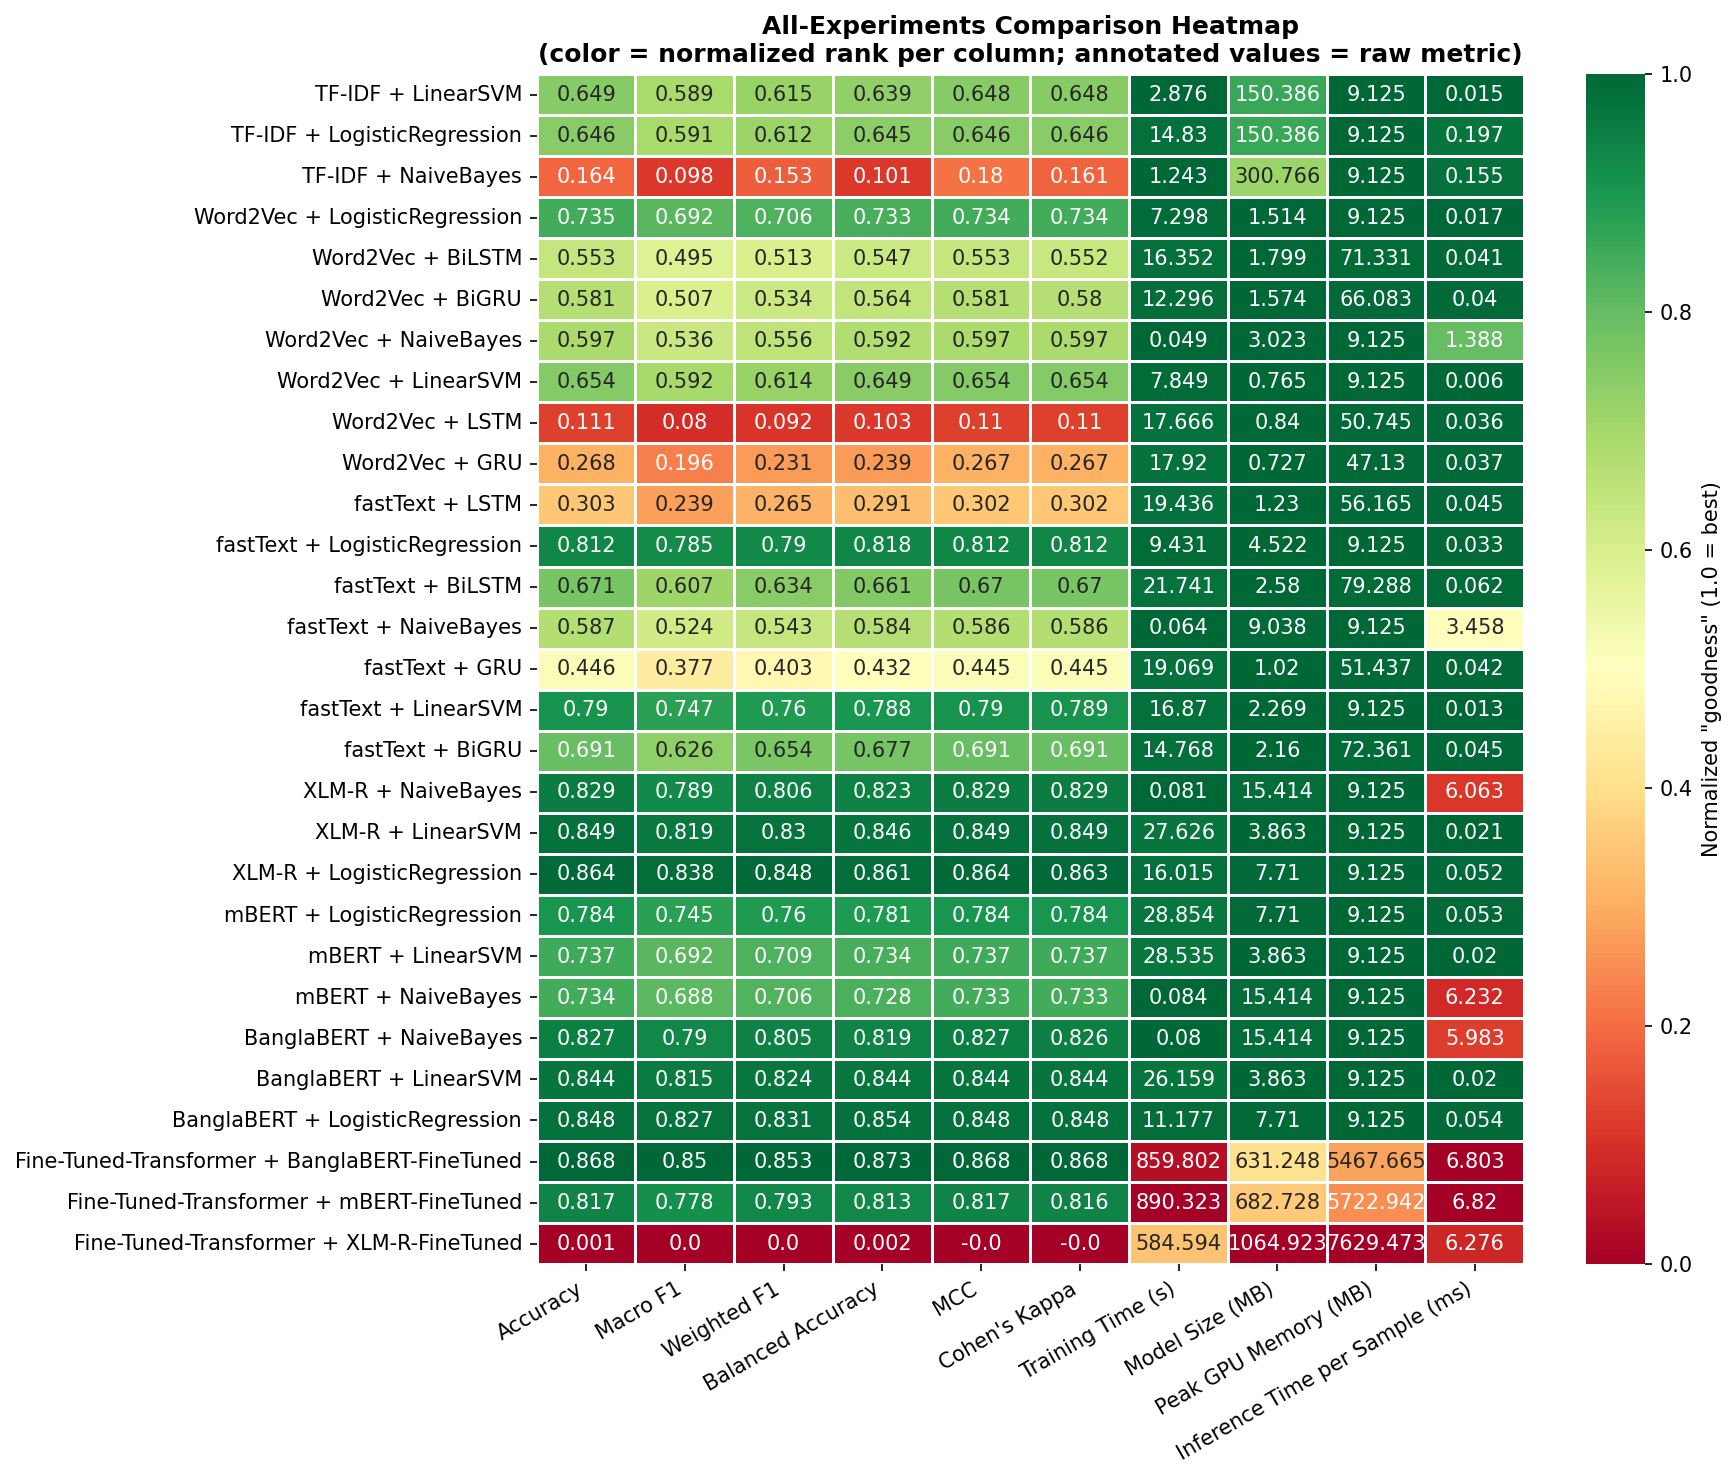 All-Experiments Comparison Heatmap
(color = normalized rank per column; annotated values = raw metric)
TF-IDF + LinearSVM 0.649 0.589 0.615 0.639 0.648 0.648 2.876 150.386 9.125 0.015
TF-IDF + LogisticRegression 0.646 0.591 0.612 0.645 0.646 0.646 14.83 150.386 9.125 0.197
TF-IDF + NaiveBayes 0.164 0.098 0.153 0.101 0.18 0.161 1.243 300.766 9.125 0.155
Word2Vec + LogisticRegression 0.735 0.692 0.706 0.733 0.734 0.734 7.298 1.514 9.125 0.017
Word2Vec + BiLSTM 0.553 0.495 0.513 0.547 0.553 0.552 16.352 1.799 71.331 0.041
Word2Vec + BiGRU 0.581 0.507 0.534 0.564 0.581 0.58 12.296 1.574 66.083 0.04
Word2Vec + NaiveBayes 0.597 0.536 0.556 0.592 0.597 0.597 0.049 3.023 9.125 1.388
Word2Vec + LinearSVM 0.654 0.592 0.614 0.649 0.654 0.654 7.849 0.765 9.125 0.006
Word2Vec + LSTM 0.111 0.08 0.092 0.103 0.11 0.11 17.666 0.84 50.745 0.036
Word2Vec + GRU 0.268 0.196 0.231 0.239 0.267 0.267 17.92 0.727 47.13 0.037
fastText + LSTM 0.303 0.239 0.265 0.291 0.302 0.302 19.436 1.23 56.165 0.045
fastText + LogisticRegression 0.812 0.785 0.79 0.818 0.812 0.812 9.431 4.522 9.125 0.033
fastText + BiLSTM 0.671 0.607 0.634 0.661 0.67 0.67 21.741 2.58 79.288 0.062
fastText + NaiveBayes 0.587 0.524 0.543 0.584 0.586 0.586 0.064 9.038 9.125 3.458
fastText + GRU 0.446 0.377 0.403 0.432 0.445 0.445 19.069 1.02 51.437 0.042
fastText + LinearSVM 0.79 0.747 0.76 0.788 0.79 0.789 16.87 2.269 9.125 0.013
fastText + BiGRU 0.691 0.626 0.654 0.677 0.691 0.691 14.768 2.16 72.361 0.045
XLM-R + NaiveBayes 0.829 0.789 0.806 0.823 0.829 0.829 0.081 15.414 9.125 6.063
XLM-R + LinearSVM 0.849 0.819 0.83 0.846 0.849 0.849 27.626 3.863 9.125 0.021
XLM-R + LogisticRegression 0.864 0.838 0.848 0.861 0.864 0.863 16.015 7.71 9.125 0.052
mBERT + LogisticRegression 0.784 0.745 0.76 0.781 0.784 0.784 28.854 7.71 9.125 0.053
mBERT + LinearSVM 0.737 0.692 0.709 0.734 0.737 0.737 28.535 3.863 9.125 0.02
mBERT + NaiveBayes 0.734 0.688 0.706 0.728 0.733 0.733 0.084 15.414 9.125 6.232
BanglaBERT + NaiveBayes 0.827 0.79 0.805 0.819 0.827 0.826 0.08 15.414 9.125 5.983
BanglaBERT + LinearSVM 0.844 0.815 0.824 0.844 0.844 0.844 26.159 3.863 9.125 0.02
BanglaBERT + LogisticRegression 0.848 0.827 0.831 0.854 0.848 0.848 11.177 7.71 9.125 0.054
Fine-Tuned-Transformer + BanglaBERT-FineTuned 0.868 0.85 0.853 0.873 0.868 0.868 859.802 631.248 5467.665 6.803
Fine-Tuned-Transformer + mBERT-FineTuned 0.817 0.778 0.793 0.813 0.817 0.816 890.323 682.728 5722.942 6.82
Fine-Tuned-Transformer + XLM-R-FineTuned 0.001 0.0 0.0 0.002 -0.0 -0.0 584.594 1064.923 7629.473 6.276
Accuracy
Macro F1
Weighted F1
Balanced Accuracy
MCC
Cohen's Kappa
Training Time (s)
Model Size (MB)
Peak GPU Memory (MB)
Inference Time per Sample (ms)
1.0
0.8
0.6
0.4
0.2
0.0
Normalized "goodness" (1.0 = best)